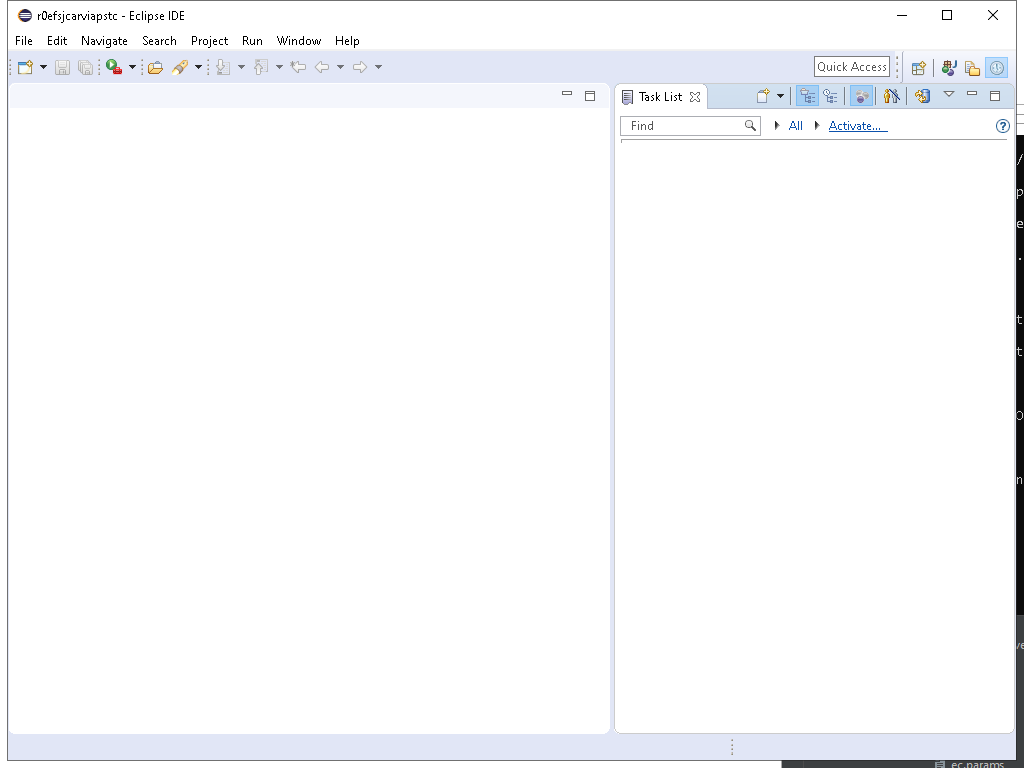 r0efsjcarviapstc - Eclipse IDE
File Edit Navigate Search Project Run Window Help
Quick Access
Task List
Find All Activate...
/
p
e
.
t
t
n
ve
ec.params